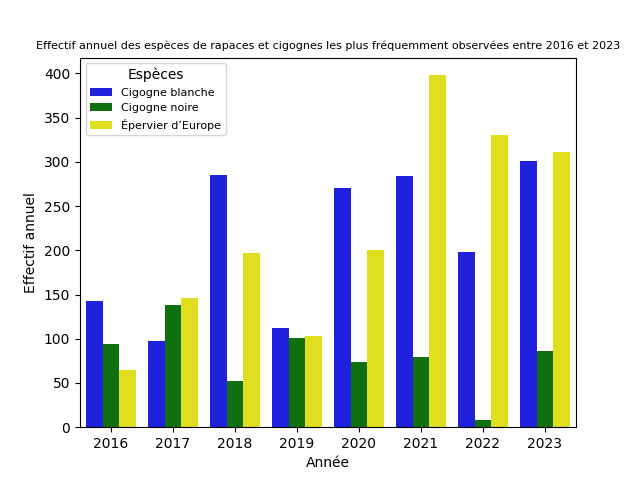 Effectif annuel des espèces de rapaces et cigognes les plus fréquemment observées entre 2016 et 2023
Espèces
Cigogne blanche
Cigogne noire
Épervier d’Europe
400
350
300
250
200
150
100
50
0
Effectif annuel
2016 2017 2018 2019 2020 2021 2022 2023
Année